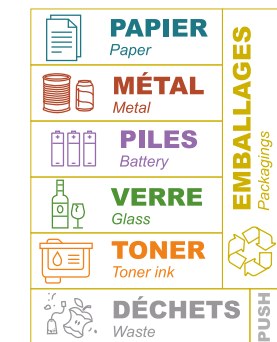 PAPIER
Paper
MÉTAL
Metal
PILES
Battery
VERRE
Glass
TONER
Toner ink
DÉCHETS
Waste
EMBALLAGES
Packagings
PUSH